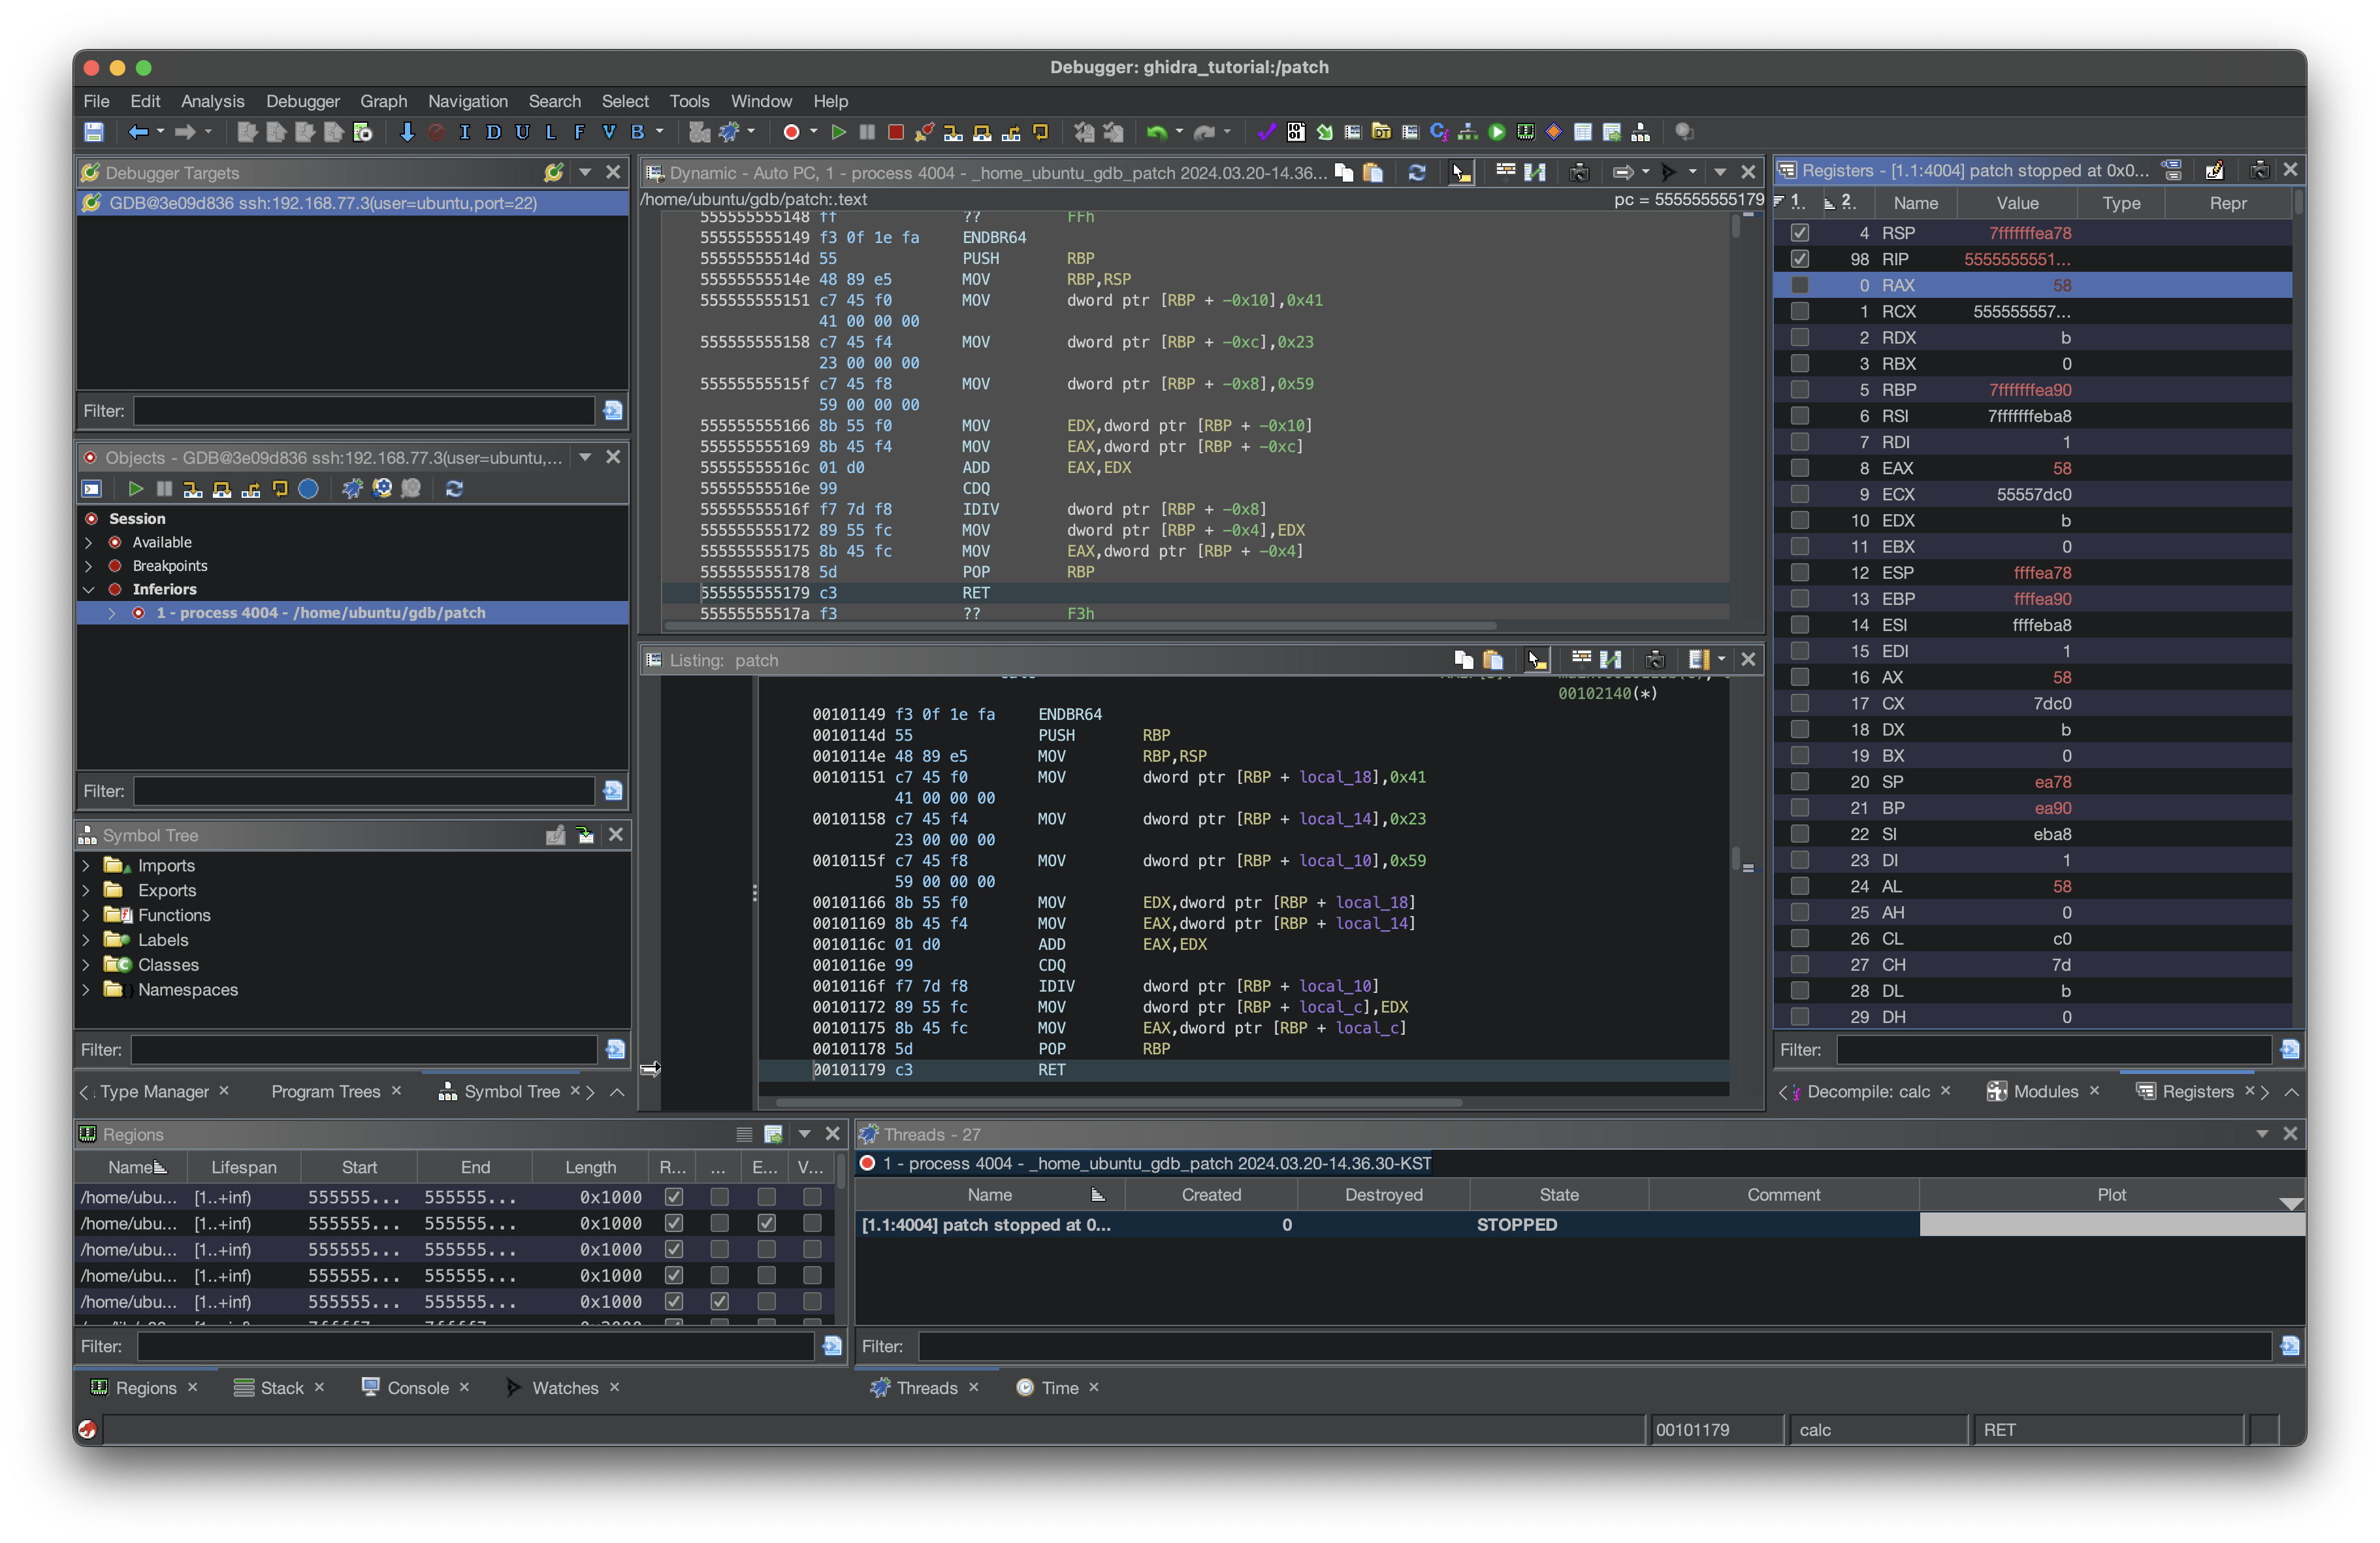 Debugger: ghidra_tutorial:/patch
File Edit Analysis Debugger Graph Navigation Search Select Tools Window Help
I D U L F V B
Debugger Targets
GDB@3e09d836 ssh:192.168.77.3(user=ubuntu,port=22)
Filter:
Objects - GDB@3e09d836 ssh:192.168.77.3(user=ubuntu,...
Session
Available
Breakpoints
Inferiors
1 - process 4004 - /home/ubuntu/gdb/patch
Filter:
Symbol Tree
Imports
Exports
Functions
Labels
Classes
Namespaces
Filter:
Type Manager × Program Trees × Symbol Tree ×
Dynamic - Auto PC, 1 - process 4004 - _home_ubuntu_gdb_patch 2024.03.20-14.36...
/home/ubuntu/gdb/patch:.text pc = 555555555179
555555555148 ff ?? FFh
555555555149 f3 0f 1e fa ENDBR64
55555555514d 55 PUSH RBP
55555555514e 48 89 e5 MOV RBP,RSP
555555555151 c7 45 f0 MOV dword ptr [RBP + -0x10],0x41
41 00 00 00
555555555158 c7 45 f4 MOV dword ptr [RBP + -0xc],0x23
23 00 00 00
55555555515f c7 45 f8 MOV dword ptr [RBP + -0x8],0x59
59 00 00 00
555555555166 8b 55 f0 MOV EDX,dword ptr [RBP + -0x10]
555555555169 8b 45 f4 MOV EAX,dword ptr [RBP + -0xc]
55555555516c 01 d0 ADD EAX,EDX
55555555516e 99 CDQ
55555555516f f7 7d f8 IDIV dword ptr [RBP + -0x8]
555555555172 89 55 fc MOV dword ptr [RBP + -0x4],EDX
555555555175 8b 45 fc MOV EAX,dword ptr [RBP + -0x4]
555555555178 5d POP RBP
555555555179 c3 RET
55555555517a f3 ?? F3h
Listing: patch
00102140(*)
00101149 f3 0f 1e fa ENDBR64
0010114d 55 PUSH RBP
0010114e 48 89 e5 MOV RBP,RSP
00101151 c7 45 f0 MOV dword ptr [RBP + local_18],0x41
41 00 00 00
00101158 c7 45 f4 MOV dword ptr [RBP + local_14],0x23
23 00 00 00
0010115f c7 45 f8 MOV dword ptr [RBP + local_10],0x59
59 00 00 00
00101166 8b 55 f0 MOV EDX,dword ptr [RBP + local_18]
00101169 8b 45 f4 MOV EAX,dword ptr [RBP + local_14]
0010116c 01 d0 ADD EAX,EDX
0010116e 99 CDQ
0010116f f7 7d f8 IDIV dword ptr [RBP + local_10]
00101172 89 55 fc MOV dword ptr [RBP + local_c],EDX
00101175 8b 45 fc MOV EAX,dword ptr [RBP + local_c]
00101178 5d POP RBP
00101179 c3 RET
Registers - [1.1:4004] patch stopped at 0x0...
1.. 2.. Name Value Type Repr
4 RSP 7fffffffea78
98 RIP 5555555551...
0 RAX 58
1 RCX 555555557...
2 RDX b
3 RBX 0
5 RBP 7fffffffea90
6 RSI 7fffffffeba8
7 RDI 1
8 EAX 58
9 ECX 55557dc0
10 EDX b
11 EBX 0
12 ESP ffffea78
13 EBP ffffea90
14 ESI ffffeba8
15 EDI 1
16 AX 58
17 CX 7dc0
18 DX b
19 BX 0
20 SP ea78
21 BP ea90
22 SI eba8
23 DI 1
24 AL 58
25 AH 0
26 CL c0
27 CH 7d
28 DL b
29 DH 0
Filter:
Decompile: calc × Modules × Registers ×
Regions
Name Lifespan Start End Length R... ... E... V...
/home/ubu... [1..+inf) 555555... 555555... 0x1000
/home/ubu... [1..+inf) 555555... 555555... 0x1000
/home/ubu... [1..+inf) 555555... 555555... 0x1000
/home/ubu... [1..+inf) 555555... 555555... 0x1000
/home/ubu... [1..+inf) 555555... 555555... 0x1000
Filter:
Regions × Stack × Console × Watches ×
Threads - 27
1 - process 4004 - _home_ubuntu_gdb_patch 2024.03.20-14.36.30-KST
Name Created Destroyed State Comment Plot
[1.1:4004] patch stopped at 0... 0 STOPPED
Filter:
Threads × Time ×
00101179 calc RET